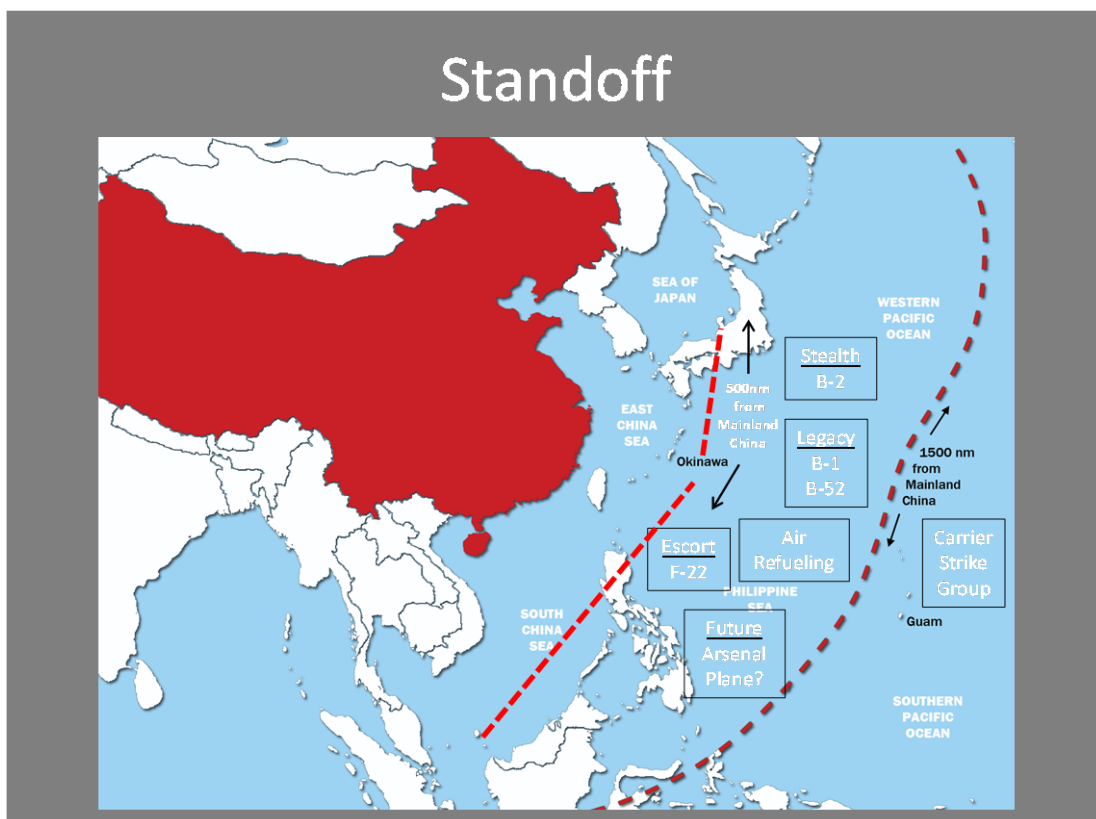 Standoff
SEA OF
JAPAN
WESTERN
PACIFIC
OCEAN
Stealth
B-2
500nm
from
Mainland
China
EAST
CHINA
SEA
Legacy
B-1
B-52
Okinawa
1500 nm
from
Mainland
China
Escort
F-22
Air
Refueling
Carrier
Strike
Group
PHILIPPINE
SEA
SOUTH
CHINA
SEA
Future
Arsenal
Plane?
Guam
SOUTHERN
PACIFIC
OCEAN